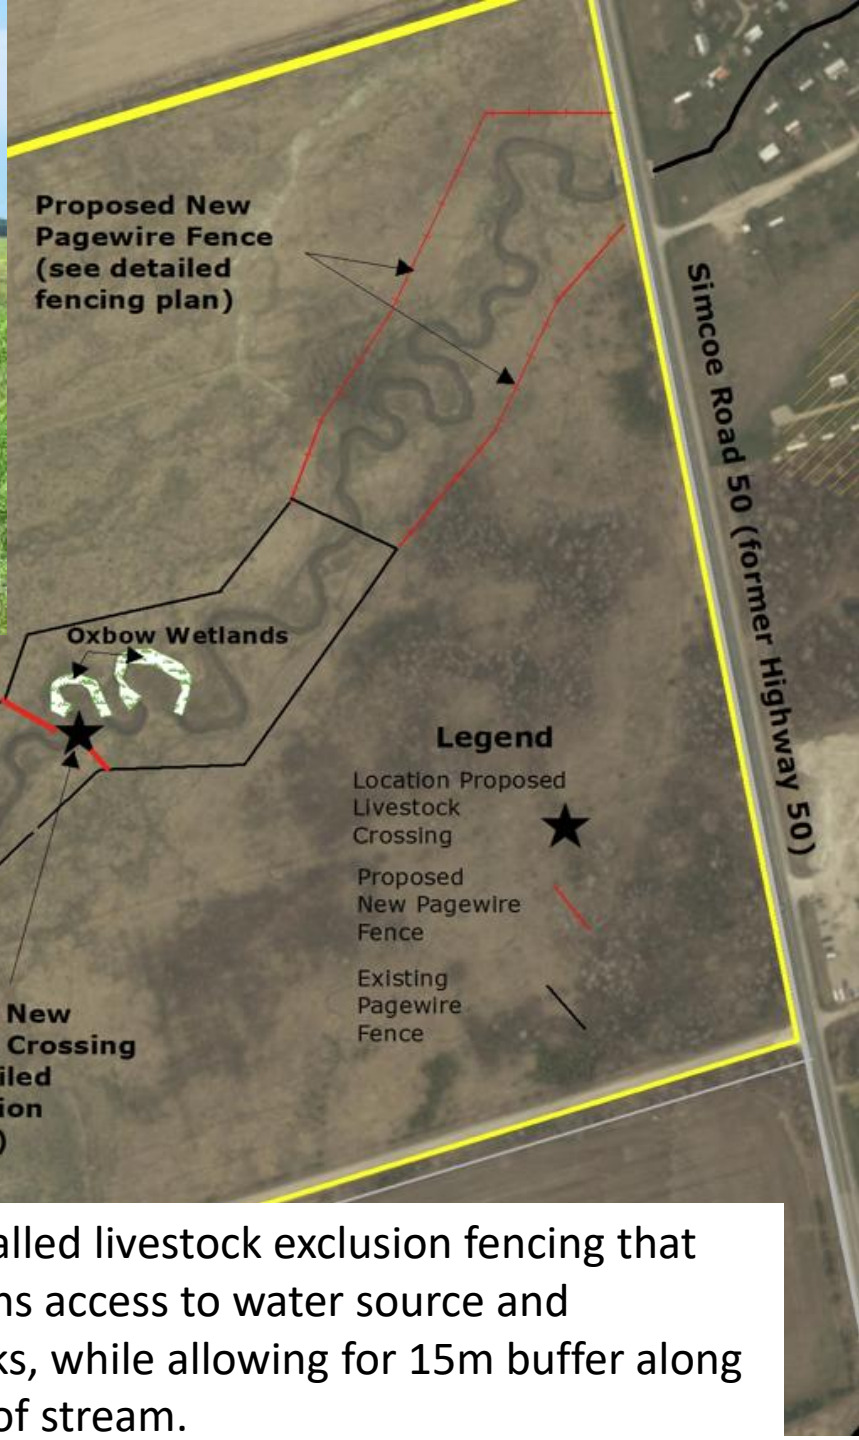 Proposed New
Pagewire Fence
(see detailed
fencing plan)
Simcoe Road 50 (former Highway 50)
Oxbow Wetlands
Legend
Location Proposed
Livestock
Crossing
Proposed
New Pagewire
Fence
Existing
Pagewire
Fence
New
Crossing
iled
ion
)
alled livestock exclusion fencing that
ns access to water source and
ks, while allowing for 15m buffer along
of stream.